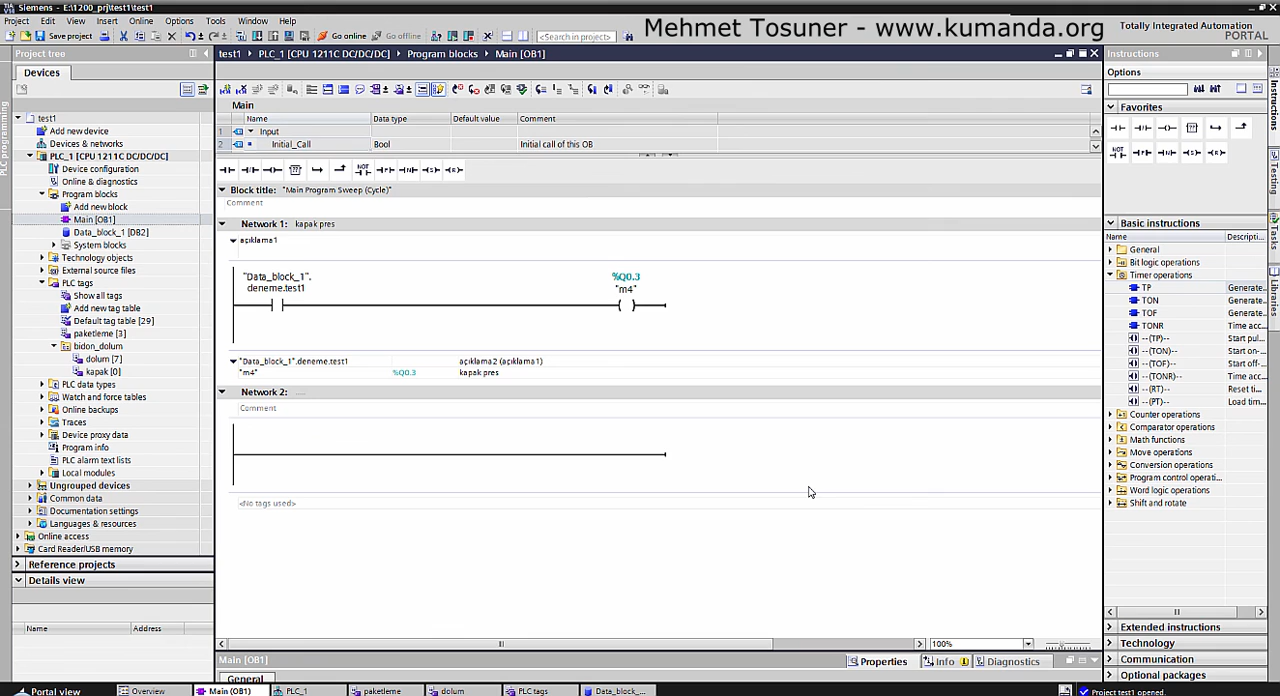 Siemens - E:\1200_prj\test1\test1
Mehmet Tosuner - www.kumanda.org
Project Edit View Insert Online Options Tools Window Help
Totally Integrated Automation
PORTAL
Save project
Go online
Go offline
<Search in project>
Project tree
test1
PLC_1 [CPU 1211C DC/DC/DC]
Program blocks
Main [OB1]
Instructions
Devices
Options
Main
Name Data type Default value Comment
1 Input
2 Initial_Call Bool Initial call of this OB
Favorites
test1
Add new device
Devices & networks
PLC_1 [CPU 1211C DC/DC/DC]
Device configuration
Online & diagnostics
Program blocks
Add new block
Main [OB1]
Data_block_1 [DB2]
System blocks
Technology objects
External source files
PLC tags
Show all tags
Add new tag table
Default tag table [29]
paketleme [3]
bidon_dolum
dolum [7]
kapak [0]
PLC data types
Watch and force tables
Online backups
Traces
Device proxy data
Program info
PLC alarm text lists
Local modules
Ungrouped devices
Common data
Documentation settings
Languages & resources
Online access
Card Reader/USB memory
Reference projects
Details view
Name Address
Portal view
PLC programming
Block title: "Main Program Sweep (Cycle)"
Comment
Network 1: kapak pres
açıklama1
"Data_block_1".
deneme.test1
%Q0.3
"m4"
"Data_block_1".deneme.test1 açıklama2 (açıklama1)
"m4" %Q0.3 kapak pres
Network 2:
Comment
<No tags used>
100%
Main [OB1]
Properties
Info
Diagnostics
General
Basic instructions
Name Descripti...
General
Bit logic operations
Timer operations
TP Generate..
TON Generate..
TOF Generate..
TONR Time acc..
--(TP)-- Start pul..
--(TON)-- Start on-..
--(TOF)-- Start off-..
--(TONR)-- Time acc..
--(RT)-- Reset ti..
--(PT)-- Load tim..
Counter operations
Comparator operations
Math functions
Move operations
Conversion operations
Program control operati...
Word logic operations
Shift and rotate
Extended instructions
Technology
Communication
Optional packages
Instructions
Testing
Tasks
Libraries
Overview
Main (OB1)
PLC_1
paketleme
dolum
PLC tags
Data_block_...
Project test1 opened.